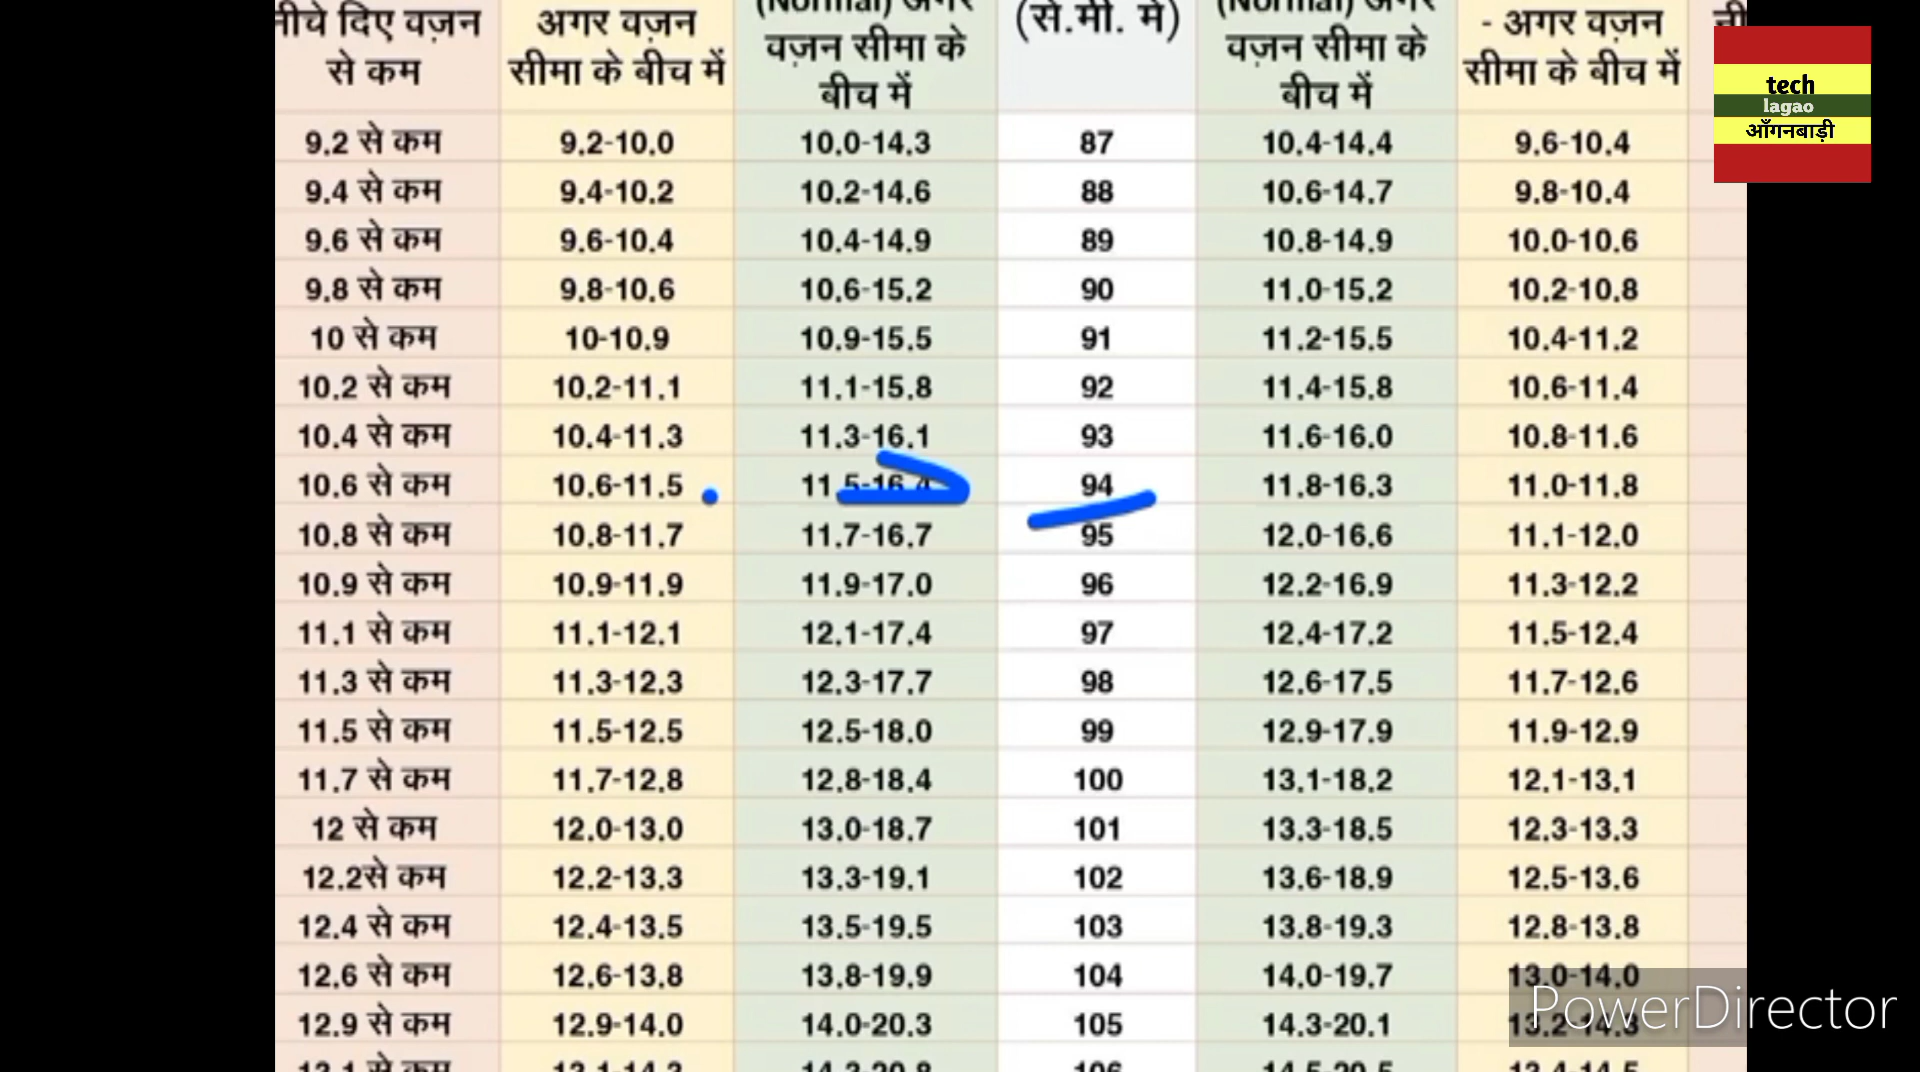 नीचे दिए वज़न से कम | अगर वज़न सीमा के बीच में | (Normal) अगर वज़न सीमा के बीच में | (से.मी. में) | (Normal) अगर वज़न सीमा के बीच में | - अगर वज़न सीमा के बीच में
tech
lagao
आँगनबाड़ी
9.2 से कम 9.2-10.0 10.0-14.3 87 10.4-14.4 9.6-10.4
9.4 से कम 9.4-10.2 10.2-14.6 88 10.6-14.7 9.8-10.4
9.6 से कम 9.6-10.4 10.4-14.9 89 10.8-14.9 10.0-10.6
9.8 से कम 9.8-10.6 10.6-15.2 90 11.0-15.2 10.2-10.8
10 से कम 10-10.9 10.9-15.5 91 11.2-15.5 10.4-11.2
10.2 से कम 10.2-11.1 11.1-15.8 92 11.4-15.8 10.6-11.4
10.4 से कम 10.4-11.3 11.3-16.1 93 11.6-16.0 10.8-11.6
10.6 से कम 10.6-11.5 11.5-16.4 94 11.8-16.3 11.0-11.8
10.8 से कम 10.8-11.7 11.7-16.7 95 12.0-16.6 11.1-12.0
10.9 से कम 10.9-11.9 11.9-17.0 96 12.2-16.9 11.3-12.2
11.1 से कम 11.1-12.1 12.1-17.4 97 12.4-17.2 11.5-12.4
11.3 से कम 11.3-12.3 12.3-17.7 98 12.6-17.5 11.7-12.6
11.5 से कम 11.5-12.5 12.5-18.0 99 12.9-17.9 11.9-12.9
11.7 से कम 11.7-12.8 12.8-18.4 100 13.1-18.2 12.1-13.1
12 से कम 12.0-13.0 13.0-18.7 101 13.3-18.5 12.3-13.3
12.2से कम 12.2-13.3 13.3-19.1 102 13.6-18.9 12.5-13.6
12.4 से कम 12.4-13.5 13.5-19.5 103 13.8-19.3 12.8-13.8
12.6 से कम 12.6-13.8 13.8-19.9 104 14.0-19.7 13.0-14.0
12.9 से कम 12.9-14.0 14.0-20.3 105 14.3-20.1
PowerDirector